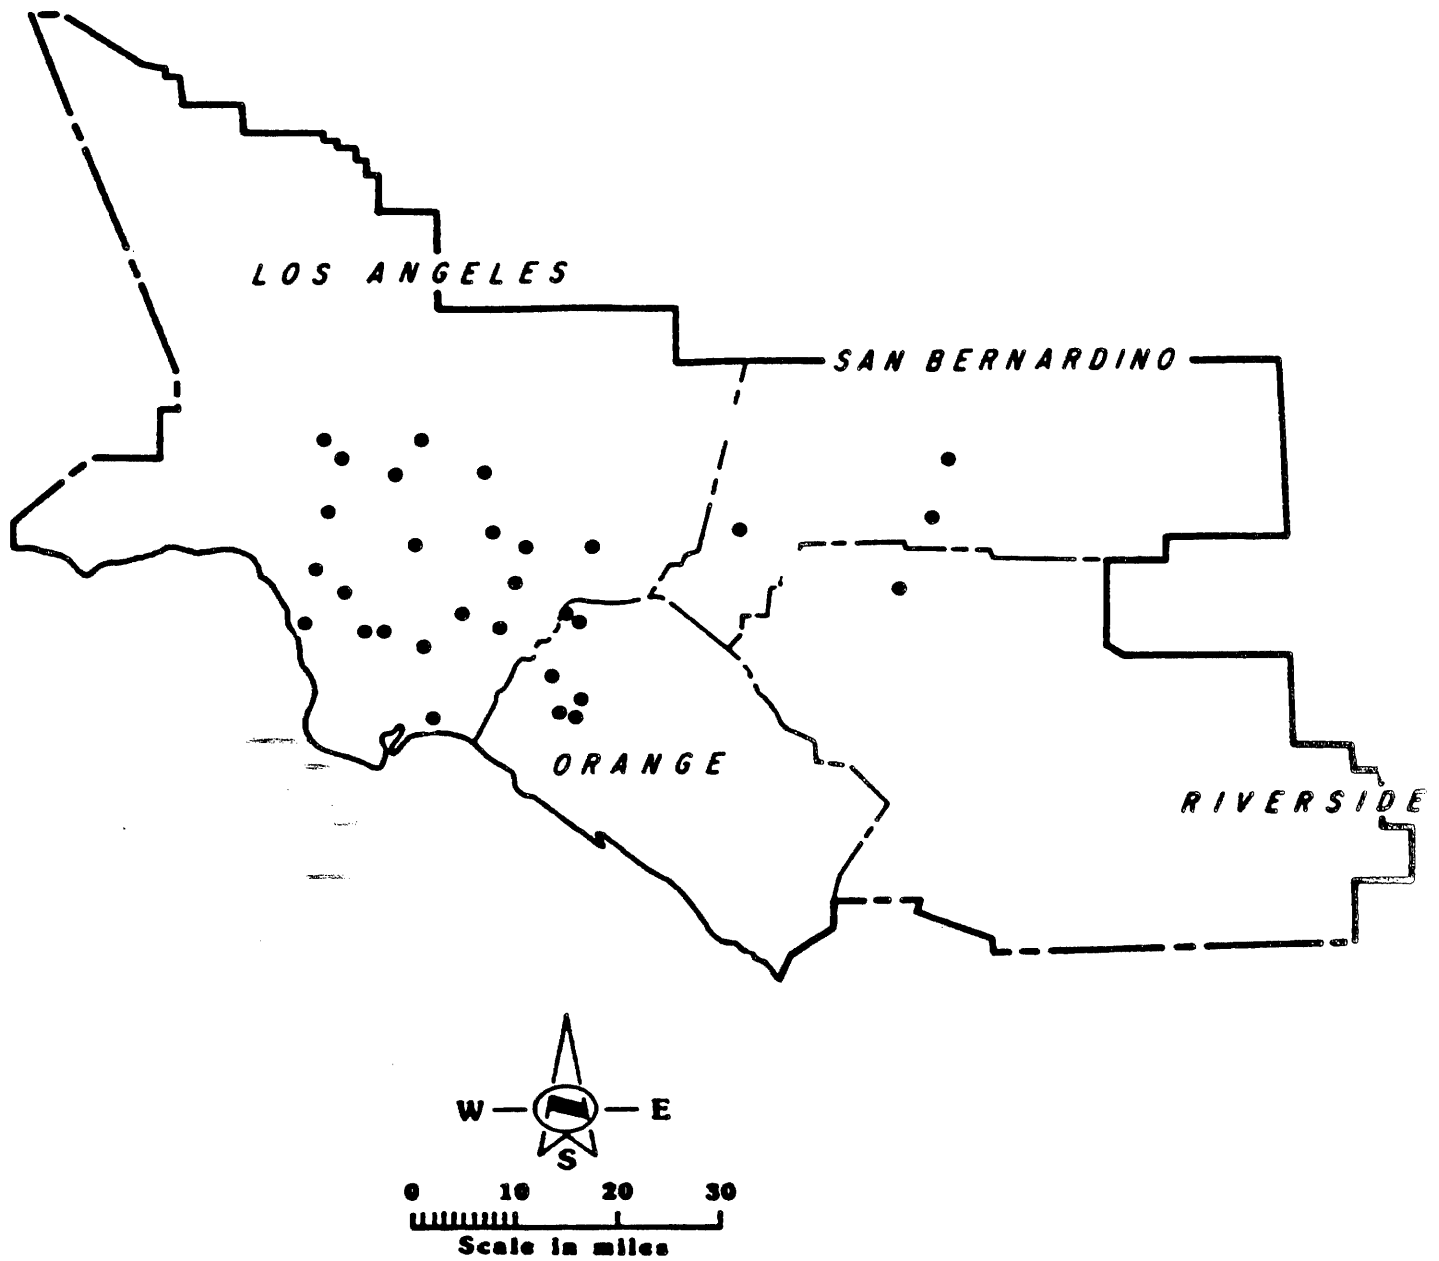 LOS ANGELES
SAN BERNARDINO
ORANGE
RIVERSIDE
W E
S
0 10 20 30
Scale in miles